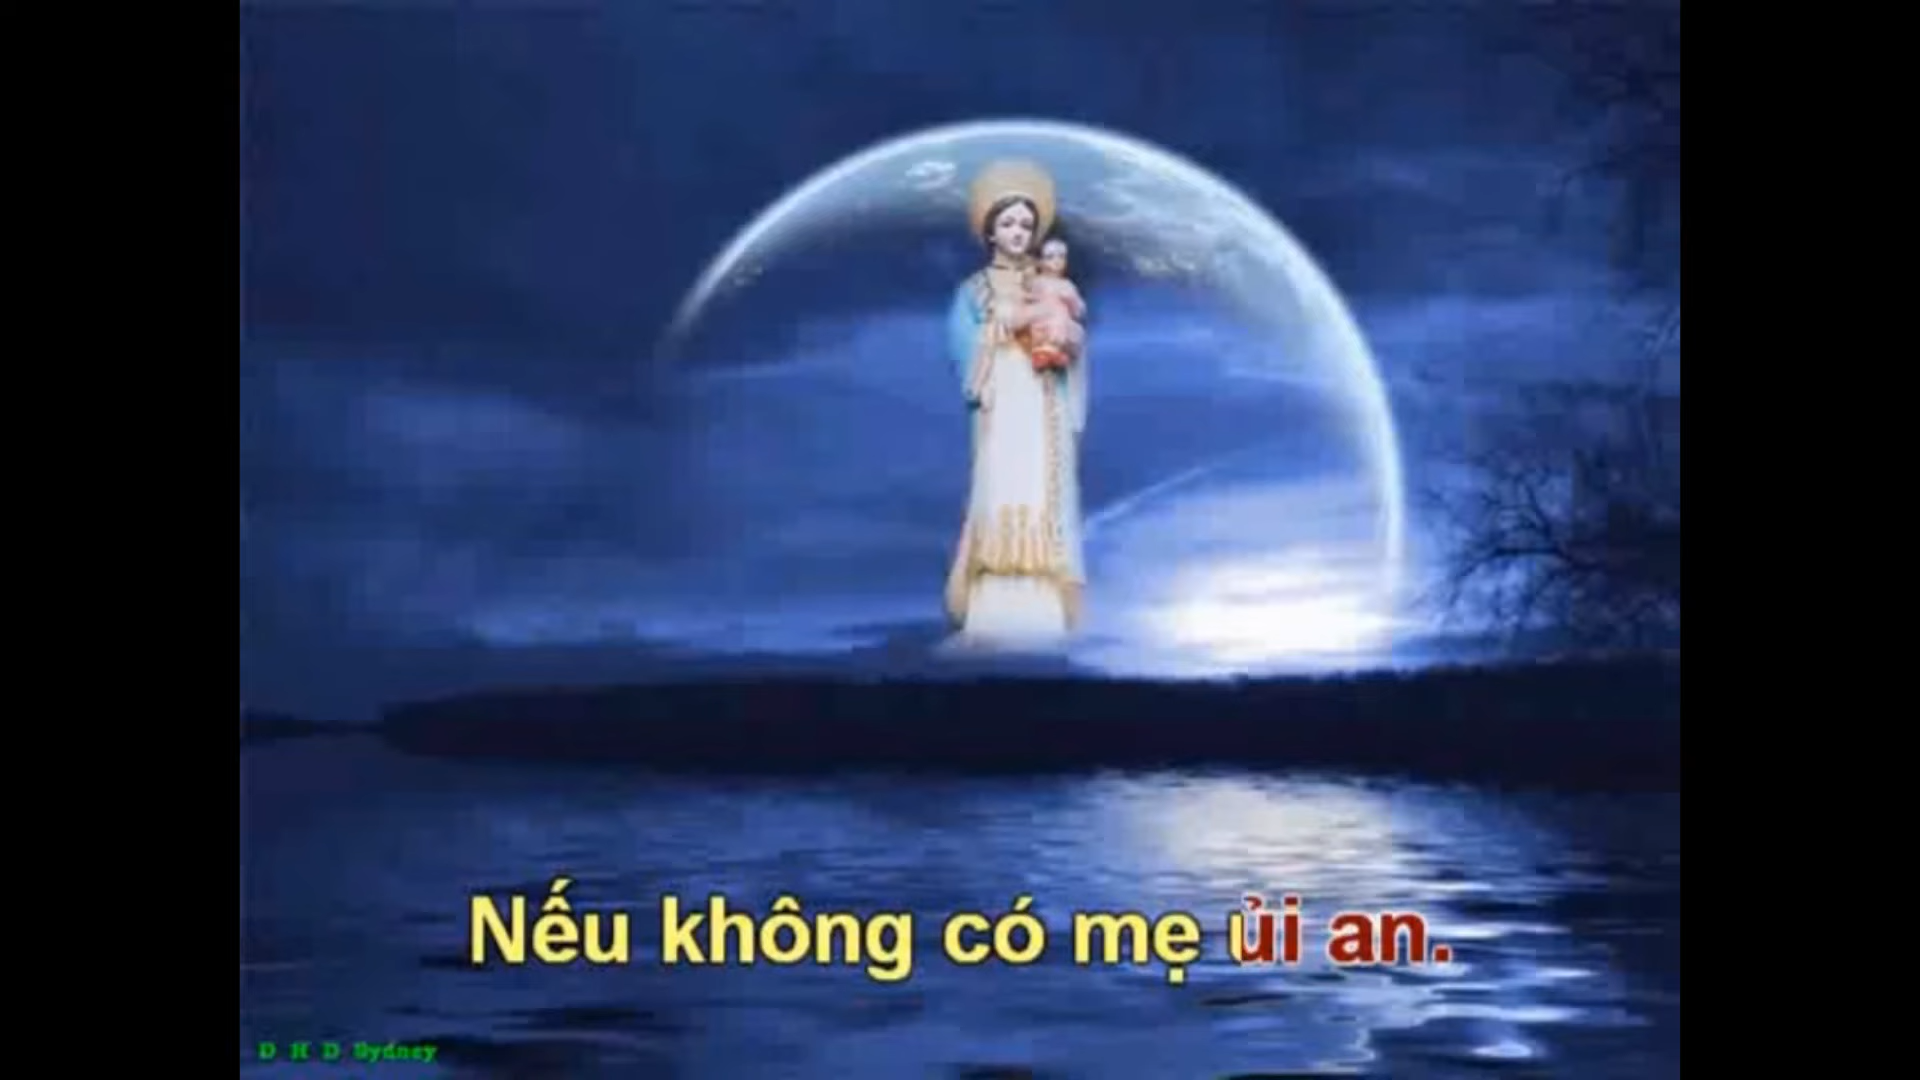 Nếu không có mẹ ủi an.
D H D Sydney